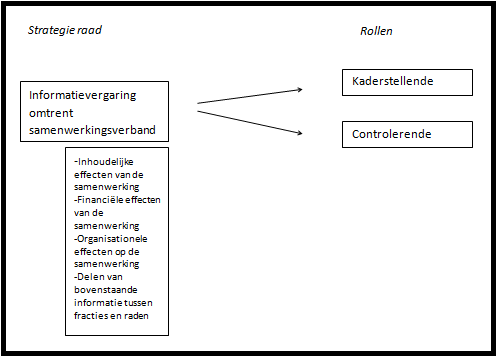 Strategie raad
Rollen
Informatievergaring
omtrent
samenwerkingsverband
Kaderstellende
Controlerende
-Inhoudelijke
effecten van de
samenwerking
-Financiële effecten
van de
samenwerking
-Organisationele
effecten op de
samenwerking
-Delen van
bovenstaande
informatie tussen
fracties en raden